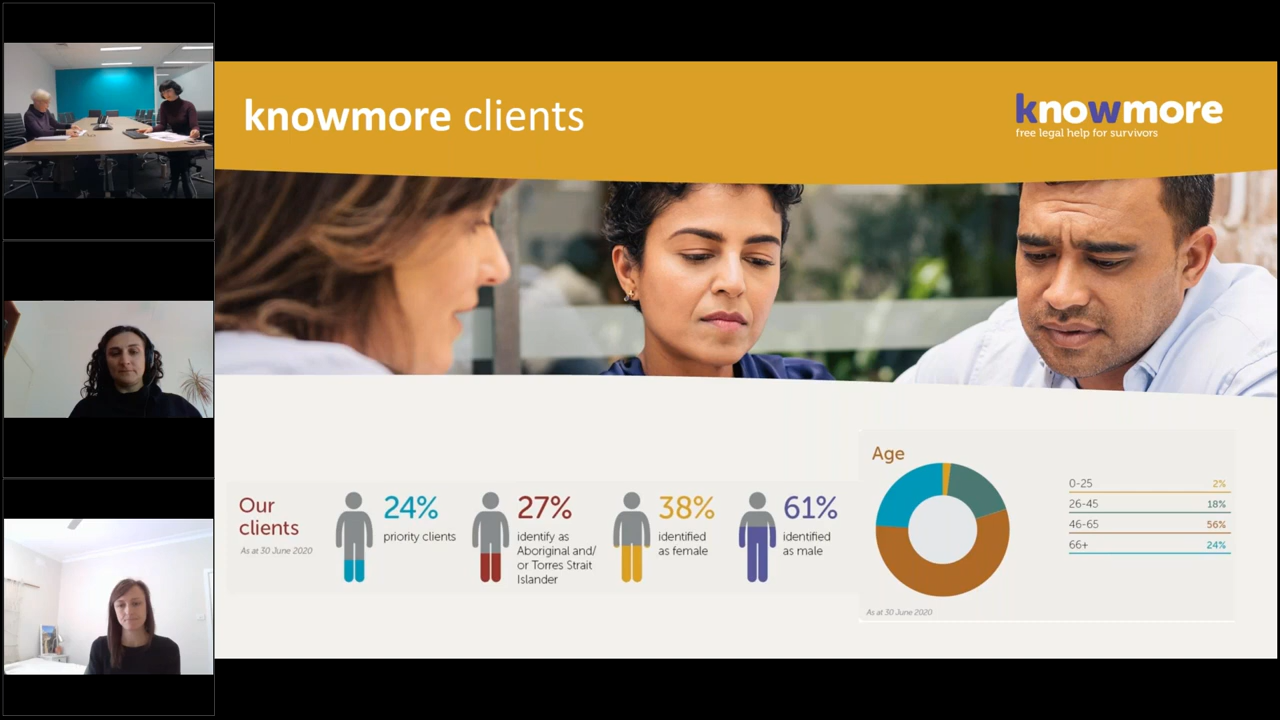 knowmore clients
knowmore
free legal help for survivors
Our
clients
As at 30 June 2020
24%
priority clients
27%
identify as
Aboriginal and/
or Torres Strait
Islander
38%
identified
as female
61%
identified
as male
Age
0-25 2%
26-45 18%
46-65 56%
66+ 24%
As at 30 June 2020